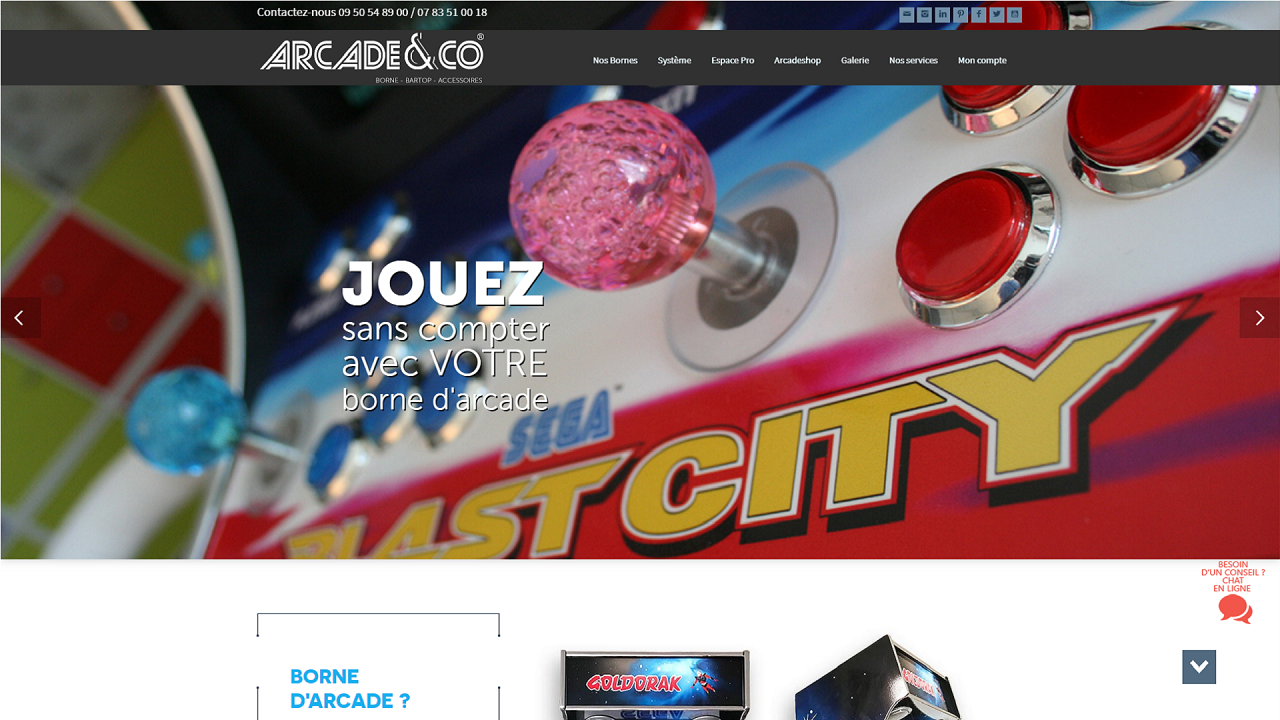 Contactez-nous 09 50 54 89 00 / 07 83 51 00 18
ARCADE&CO®
BORNE - BARTOP - ACCESSOIRES
Nos Bornes Système Espace Pro Arcadeshop Galerie Nos services Mon compte
JOUEZ
sans compter
avec VOTRE
borne d'arcade
SEGA™
BLAST CITY
BESOIN
D'UN CONSEIL ?
CHAT
EN LIGNE
BORNE
D'ARCADE ?
GOLDORAK